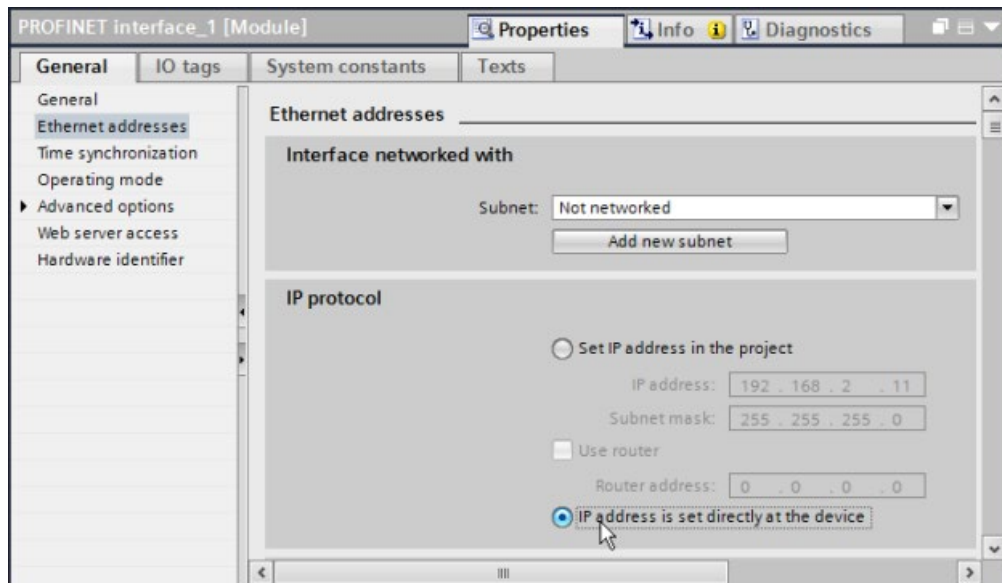 PROFINET interface_1 [Module]
Properties
Info
Diagnostics
General
IO tags
System constants
Texts
General
Ethernet addresses
Time synchronization
Operating mode
Advanced options
Web server access
Hardware identifier
Ethernet addresses
Interface networked with
Subnet: Not networked
Add new subnet
IP protocol
Set IP address in the project
IP address: 192 . 168 . 2 . 11
Subnet mask: 255 . 255 . 255 . 0
Use router
Router address: 0 . 0 . 0 . 0
IP address is set directly at the device